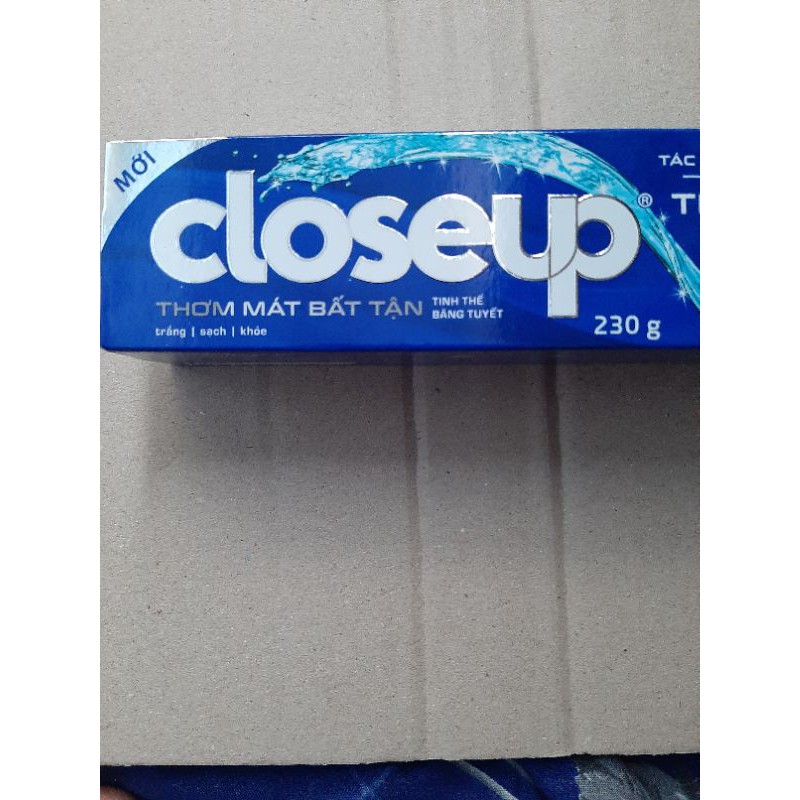 MỚI
closeup®
THƠM MÁT BẤT TẬN
TINH THỂ
BĂNG TUYẾT
trắng | sạch | khỏe
230 g
TÁC